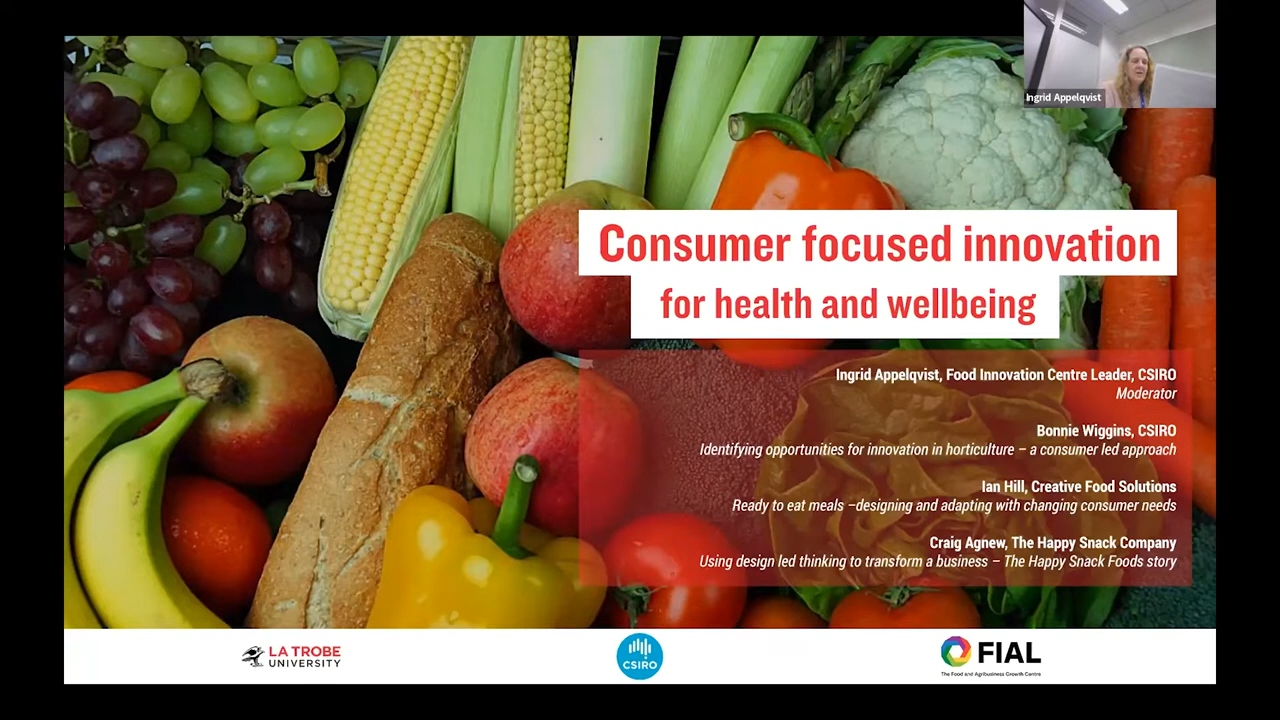 Ingrid Appelqvist
Consumer focused innovation
for health and wellbeing
Ingrid Appelqvist, Food Innovation Centre Leader, CSIRO
Moderator
Bonnie Wiggins, CSIRO
Identifying opportunities for innovation in horticulture – a consumer led approach
Ian Hill, Creative Food Solutions
Ready to eat meals –designing and adapting with changing consumer needs
Craig Agnew, The Happy Snack Company
Using design led thinking to transform a business – The Happy Snack Foods story
LA TROBE
UNIVERSITY
CSIRO
FIAL
The Food and Agribusiness Growth Centre